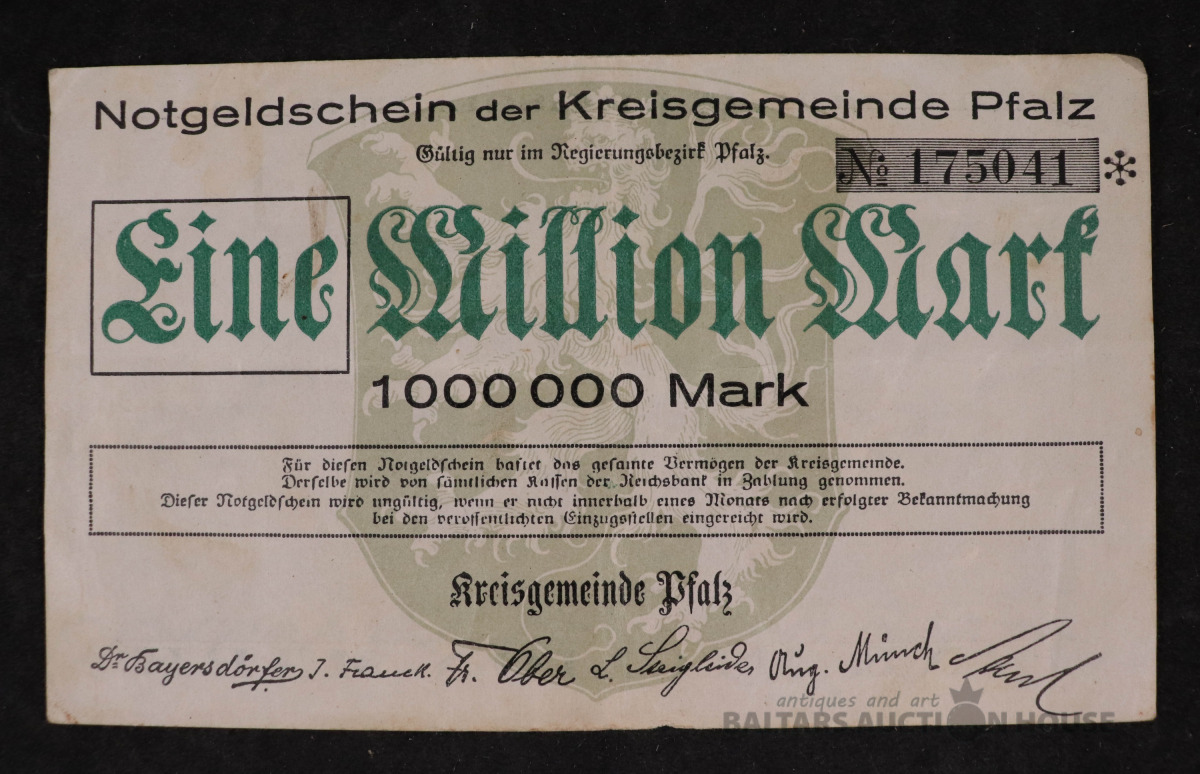 Notgeldschein der Kreisgemeinde Pfalz
Gültig nur im Regierungsbezirk Pfalz.
№ 175041 *
Eine Million Mark
1000000 Mark
Für diesen Notgeldschein haftet das gesamte Vermögen der Kreisgemeinde.
Derselbe wird von sämtlichen Kassen der Reichsbank in Zahlung genommen.
Dieser Notgeldschein wird ungültig, wenn er nicht innerhalb eines Monats nach erfolgter Bekanntmachung
bei den veröffentlichten Einzugsstellen eingereicht wird.
Kreisgemeinde Pfalz
Dr Bayersdörfer J. Franck. Fr. Ober L. Aug. Münch
antiques and art
BALTARS AUCTION HOUSE